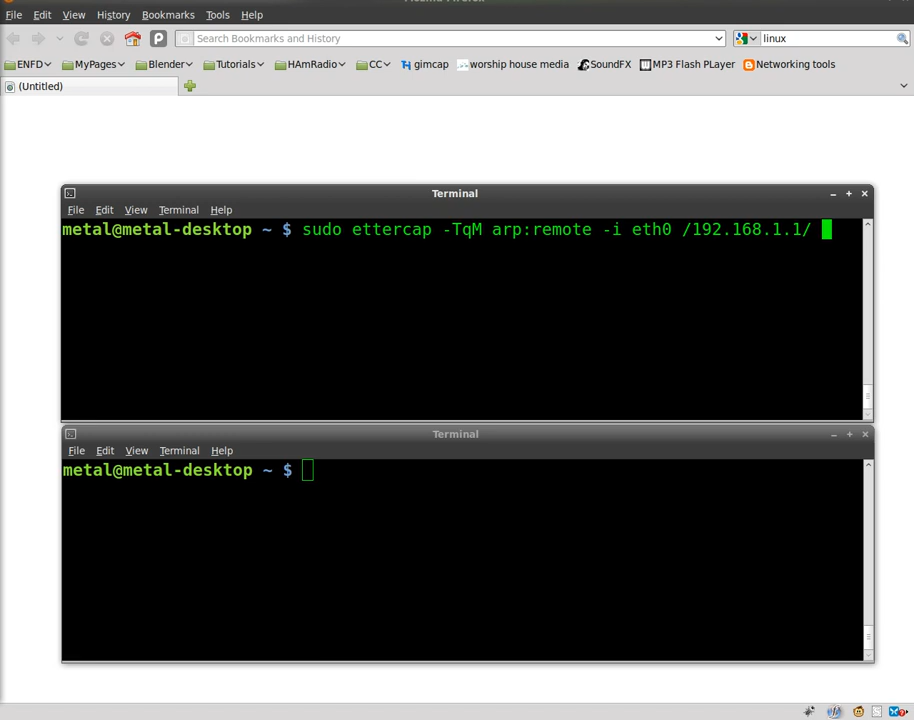 File Edit View History Bookmarks Tools Help
P Search Bookmarks and History linux
ENFD MyPages Blender Tutorials HAmRadio CC gimcap worship house media SoundFX MP3 Flash PLayer Networking tools
(Untitled)
Terminal
File Edit View Terminal Help
metal@metal-desktop ~ $ sudo ettercap -TqM arp:remote -i eth0 /192.168.1.1/
Terminal
File Edit View Terminal Help
metal@metal-desktop ~ $